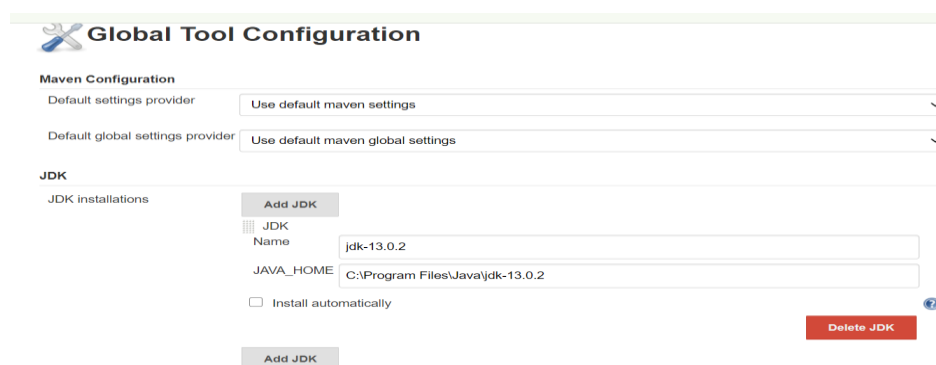 Global Tool Configuration
Maven Configuration
Default settings provider
Use default maven settings
Default global settings provider
Use default maven global settings
JDK
JDK installations
Add JDK
JDK
Name
jdk-13.0.2
JAVA_HOME
C:\Program Files\Java\jdk-13.0.2
Install automatically
Delete JDK
Add JDK